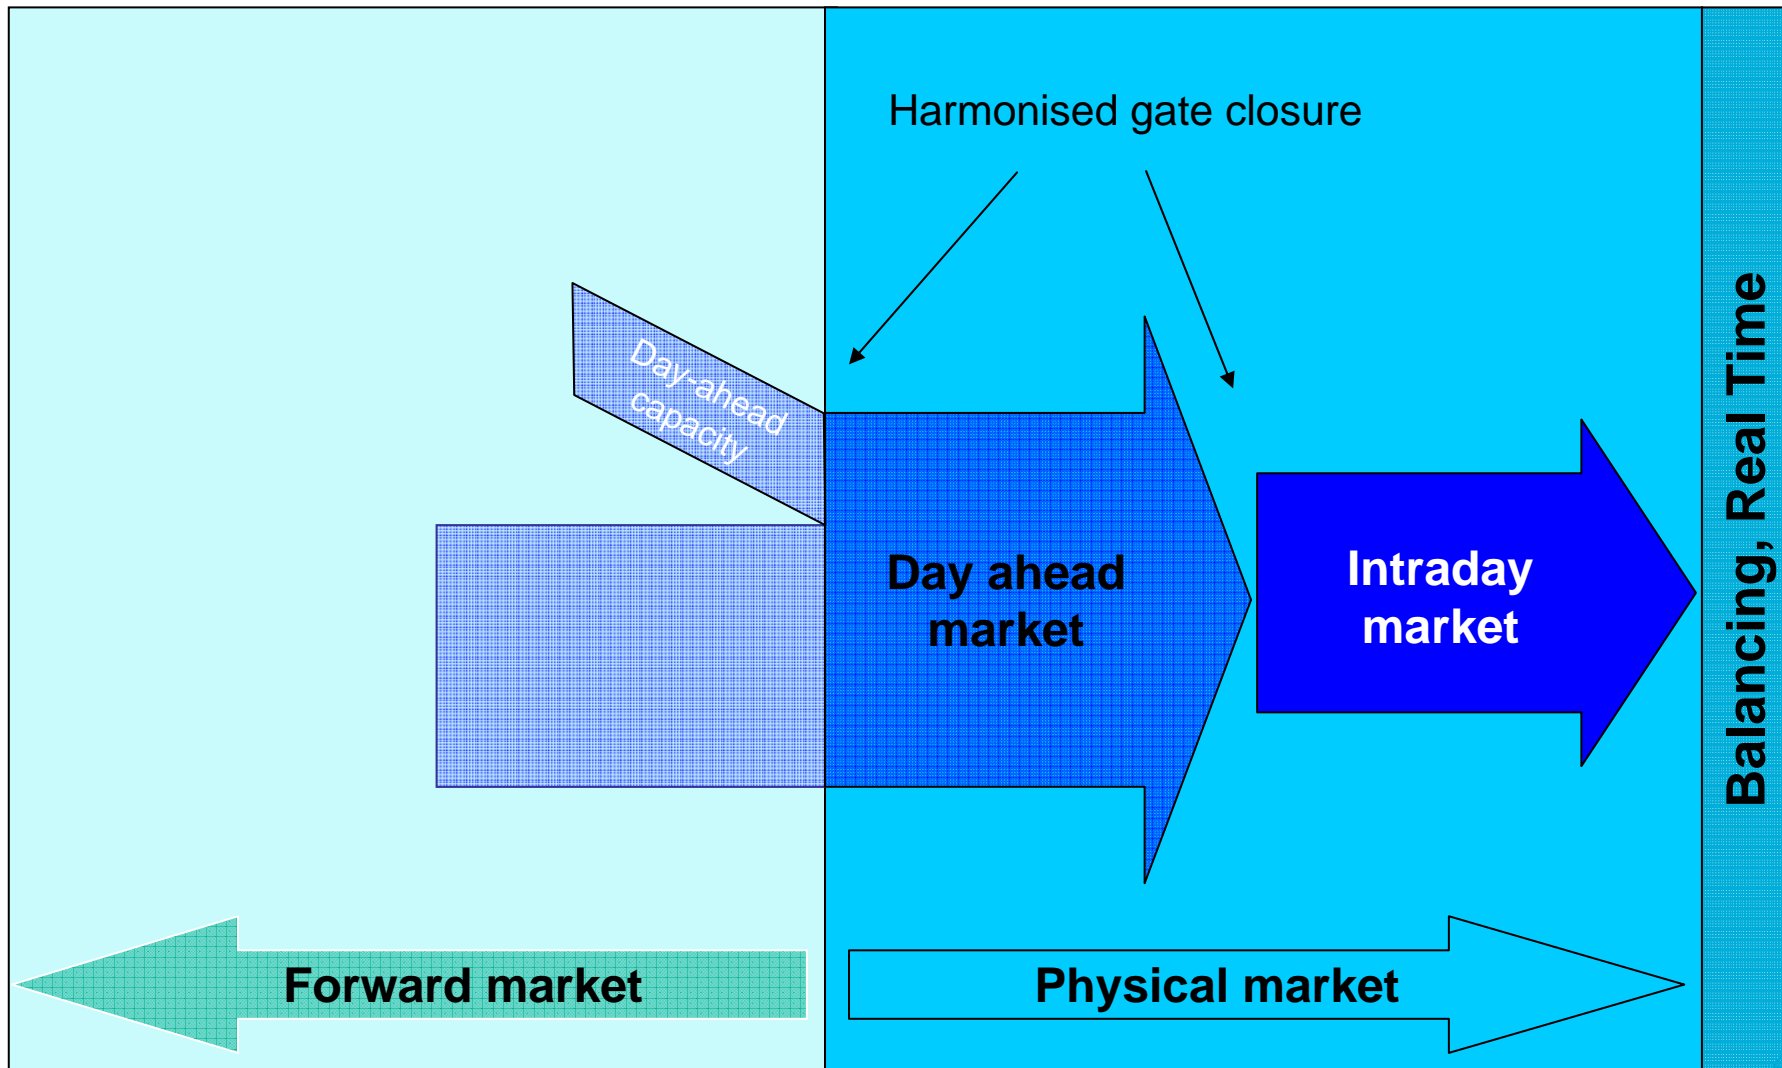 Harmonised gate closure
Day-ahead
capacity
Day ahead
market
Intraday
market
Balancing, Real Time
Forward market
Physical market